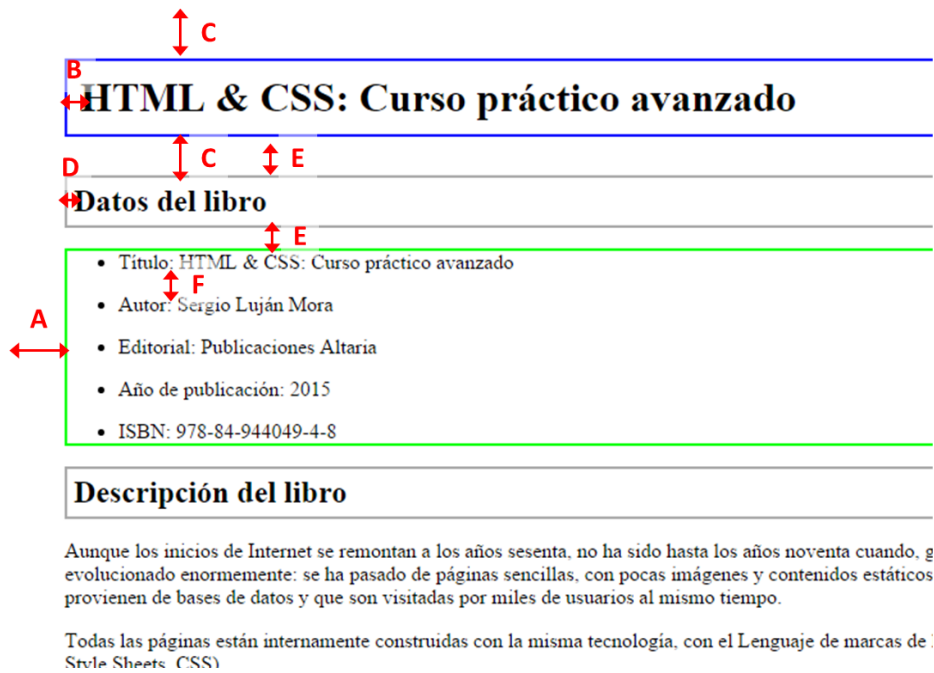 C
B
HTML & CSS: Curso práctico avanzado
C E
D
Datos del libro
E
• Título: HTML & CSS: Curso práctico avanzado
F
• Autor: Sergio Luján Mora
A
• Editorial: Publicaciones Altaria
• Año de publicación: 2015
• ISBN: 978-84-944049-4-8
Descripción del libro
Aunque los inicios de Internet se remontan a los años sesenta, no ha sido hasta los años noventa cuando, g
evolucionado enormemente: se ha pasado de páginas sencillas, con pocas imágenes y contenidos estáticos
provienen de bases de datos y que son visitadas por miles de usuarios al mismo tiempo.
Todas las páginas están internamente construidas con la misma tecnología, con el Lenguaje de marcas de
Style Sheets, CSS)